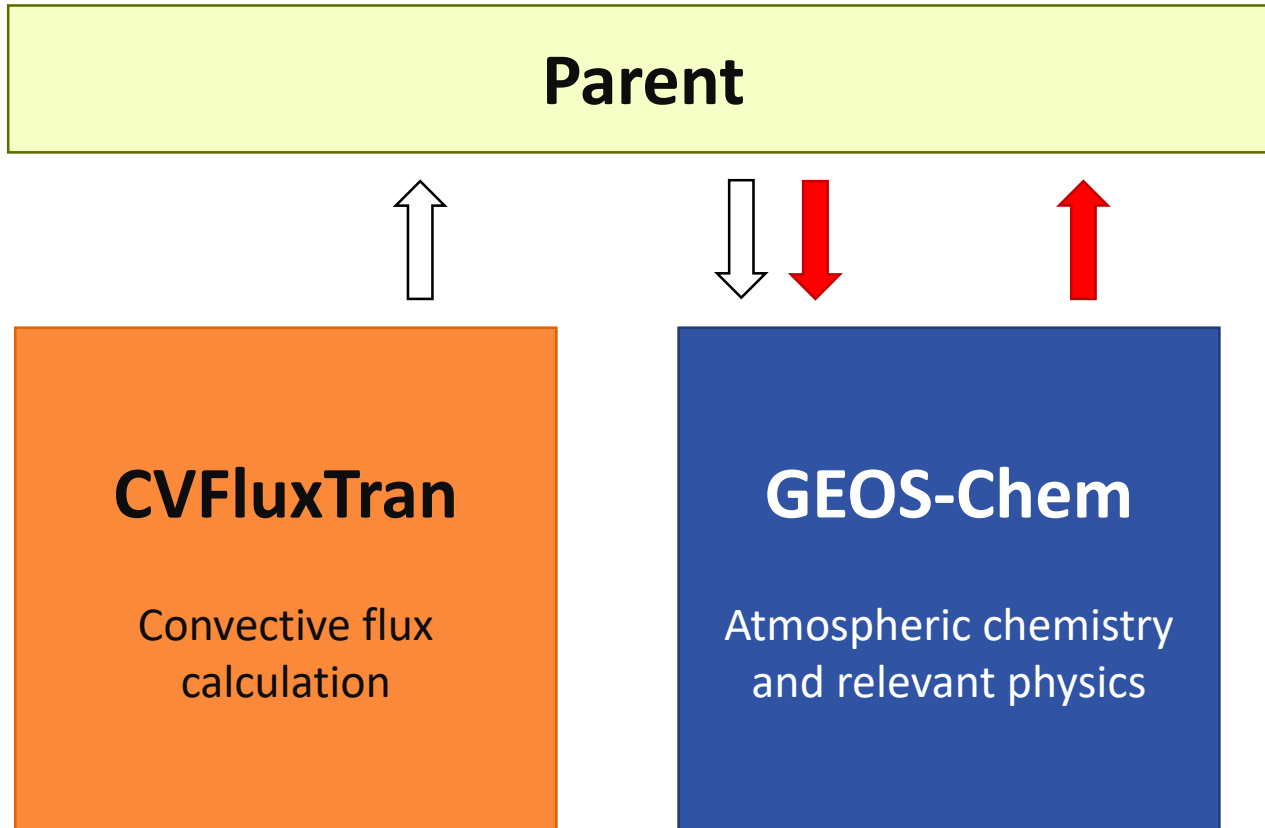 Parent
CVFluxTran
Convective flux
calculation
GEOS-Chem
Atmospheric chemistry
and relevant physics